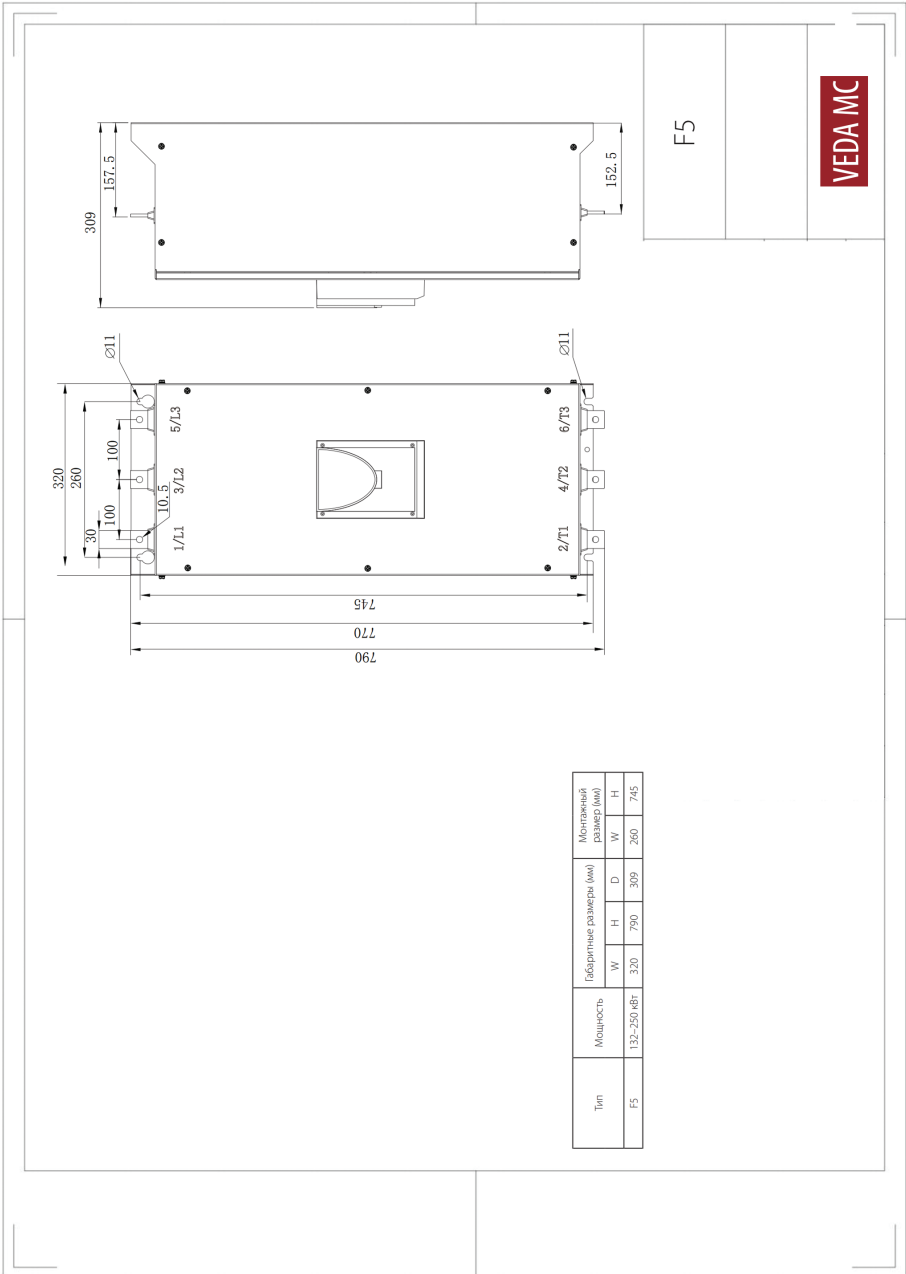 F5
VEDA MC
157.5
309
152.5
Ø11
Ø11
320
260
100
100
30
10.5
5/L3
3/L2
1/L1
6/T3
4/T2
2/T1
745
770
790
Тип
Мощность
Габаритные размеры (мм)
Монтажный
размер (мм)
W
H
D
W
H
F5
132–250 кВт
320
790
309
260
745